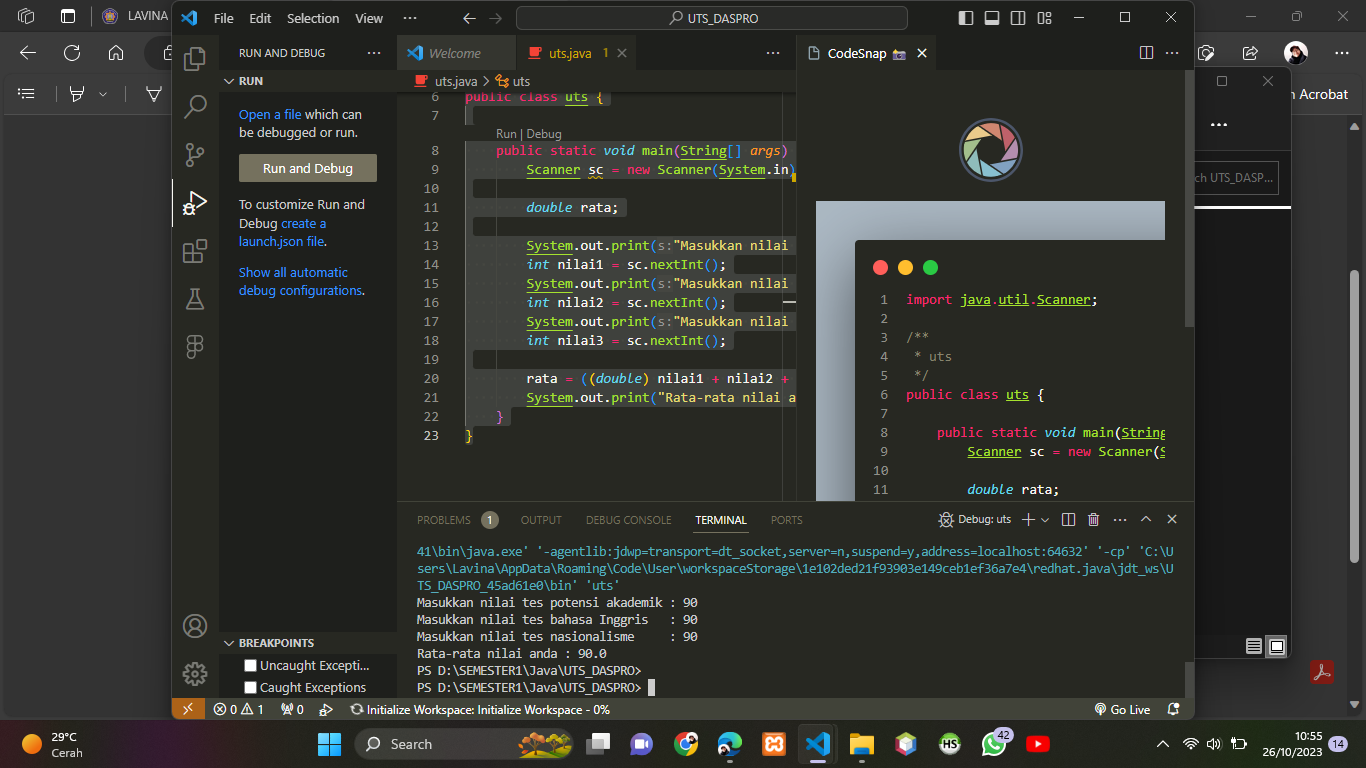 LAVINA
File Edit Selection View ···
UTS_DASPRO
RUN AND DEBUG ···
RUN
Open a file which can
be debugged or run.
Run and Debug
To customize Run and
Debug create a
launch.json file.
Show all automatic
debug configurations.
BREAKPOINTS
Uncaught Excepti...
Caught Exceptions
Welcome
uts.java 1
uts.java > uts
6 public class uts {
7
Run | Debug
8 public static void main(String[] args)
9 Scanner sc = new Scanner(System.in)
10
11 double rata;
12
13 System.out.print(s:"Masukkan nilai
14 int nilai1 = sc.nextInt();
15 System.out.print(s:"Masukkan nilai
16 int nilai2 = sc.nextInt();
17 System.out.print(s:"Masukkan nilai
18 int nilai3 = sc.nextInt();
19
20 rata = ((double) nilai1 + nilai2 +
21 System.out.print("Rata-rata nilai a
22 }
23 }
CodeSnap
1 import java.util.Scanner;
2
3 /**
4 * uts
5 */
6 public class uts {
7
8 public static void main(String
9 Scanner sc = new Scanner(S
10
11 double rata;
n Acrobat
ch UTS_DASP...
PROBLEMS 1 OUTPUT DEBUG CONSOLE TERMINAL PORTS
Debug: uts
41\bin\java.exe' '-agentlib:jdwp=transport=dt_socket,server=n,suspend=y,address=localhost:64632' '-cp' 'C:\U
sers\Lavina\AppData\Roaming\Code\User\workspaceStorage\1e102ded21f93903e149ceb1ef36a7e4\redhat.java\jdt_ws\U
TS_DASPRO_45ad61e0\bin' 'uts'
Masukkan nilai tes potensi akademik : 90
Masukkan nilai tes bahasa Inggris : 90
Masukkan nilai tes nasionalisme : 90
Rata-rata nilai anda : 90.0
PS D:\SEMESTER1\Java\UTS_DASPRO>
PS D:\SEMESTER1\Java\UTS_DASPRO>
0 1 0 Initialize Workspace: Initialize Workspace - 0% Go Live
29°C
Cerah
Search
HS
42
10:55
26/10/2023
14